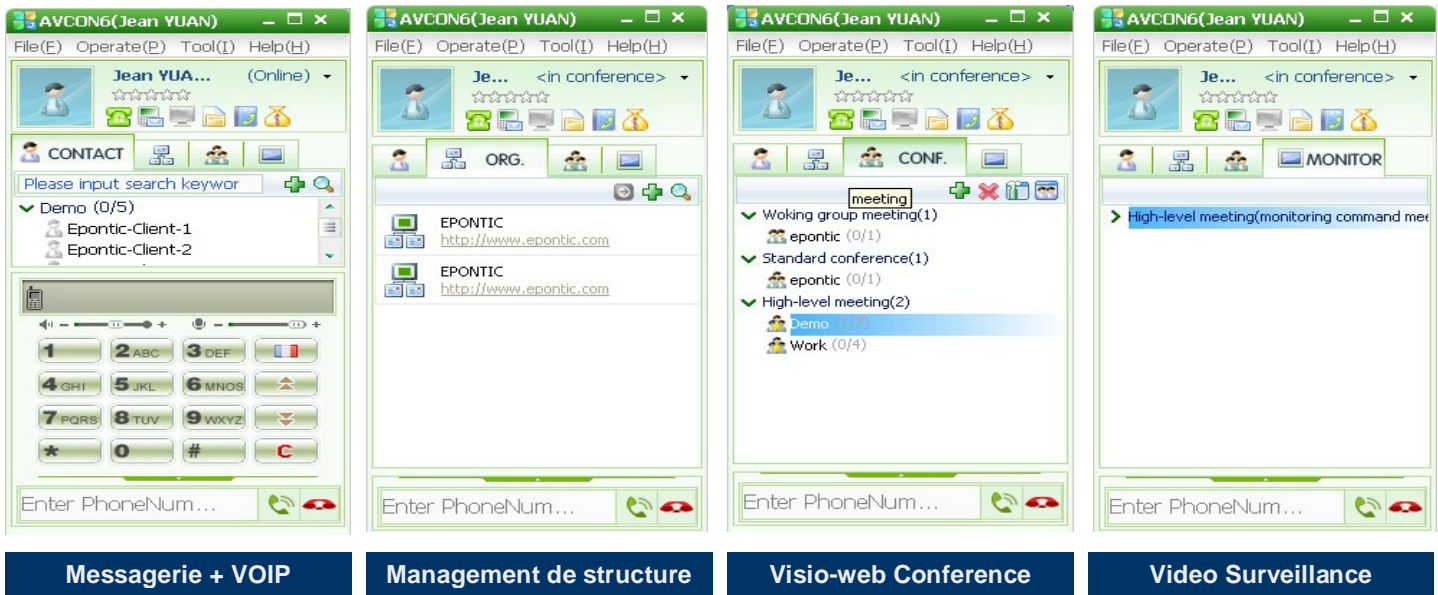 AVCON6(Jean YUAN)
File(F) Operate(P) Tool(I) Help(H)
Jean YUA... (Online)
CONTACT
Please input search keywor
Demo (0/5)
Epontic-Client-1
Epontic-Client-2
1 2 ABC 3 DEF
4 GHI 5 JKL 6 MNOS
7 PQRS 8 TUV 9 WXYZ
* 0 # C
Enter PhoneNum...
Messagerie + VOIP
AVCON6(Jean YUAN)
File(F) Operate(P) Tool(I) Help(H)
Je... <in conference>
ORG.
EPONTIC
http://www.epontic.com
EPONTIC
http://www.epontic.com
Enter PhoneNum...
Management de structure
AVCON6(Jean YUAN)
File(F) Operate(P) Tool(I) Help(H)
Je... <in conference>
CONF.
meeting
Woking group meeting(1)
epontic (0/1)
Standard conference(1)
epontic (0/1)
High-level meeting(2)
Demo (1/7)
Work (0/4)
Enter PhoneNum...
Visio-web Conference
AVCON6(Jean YUAN)
File(F) Operate(P) Tool(I) Help(H)
Je... <in conference>
MONITOR
High-level meeting(monitoring command mee
Enter PhoneNum...
Video Surveillance